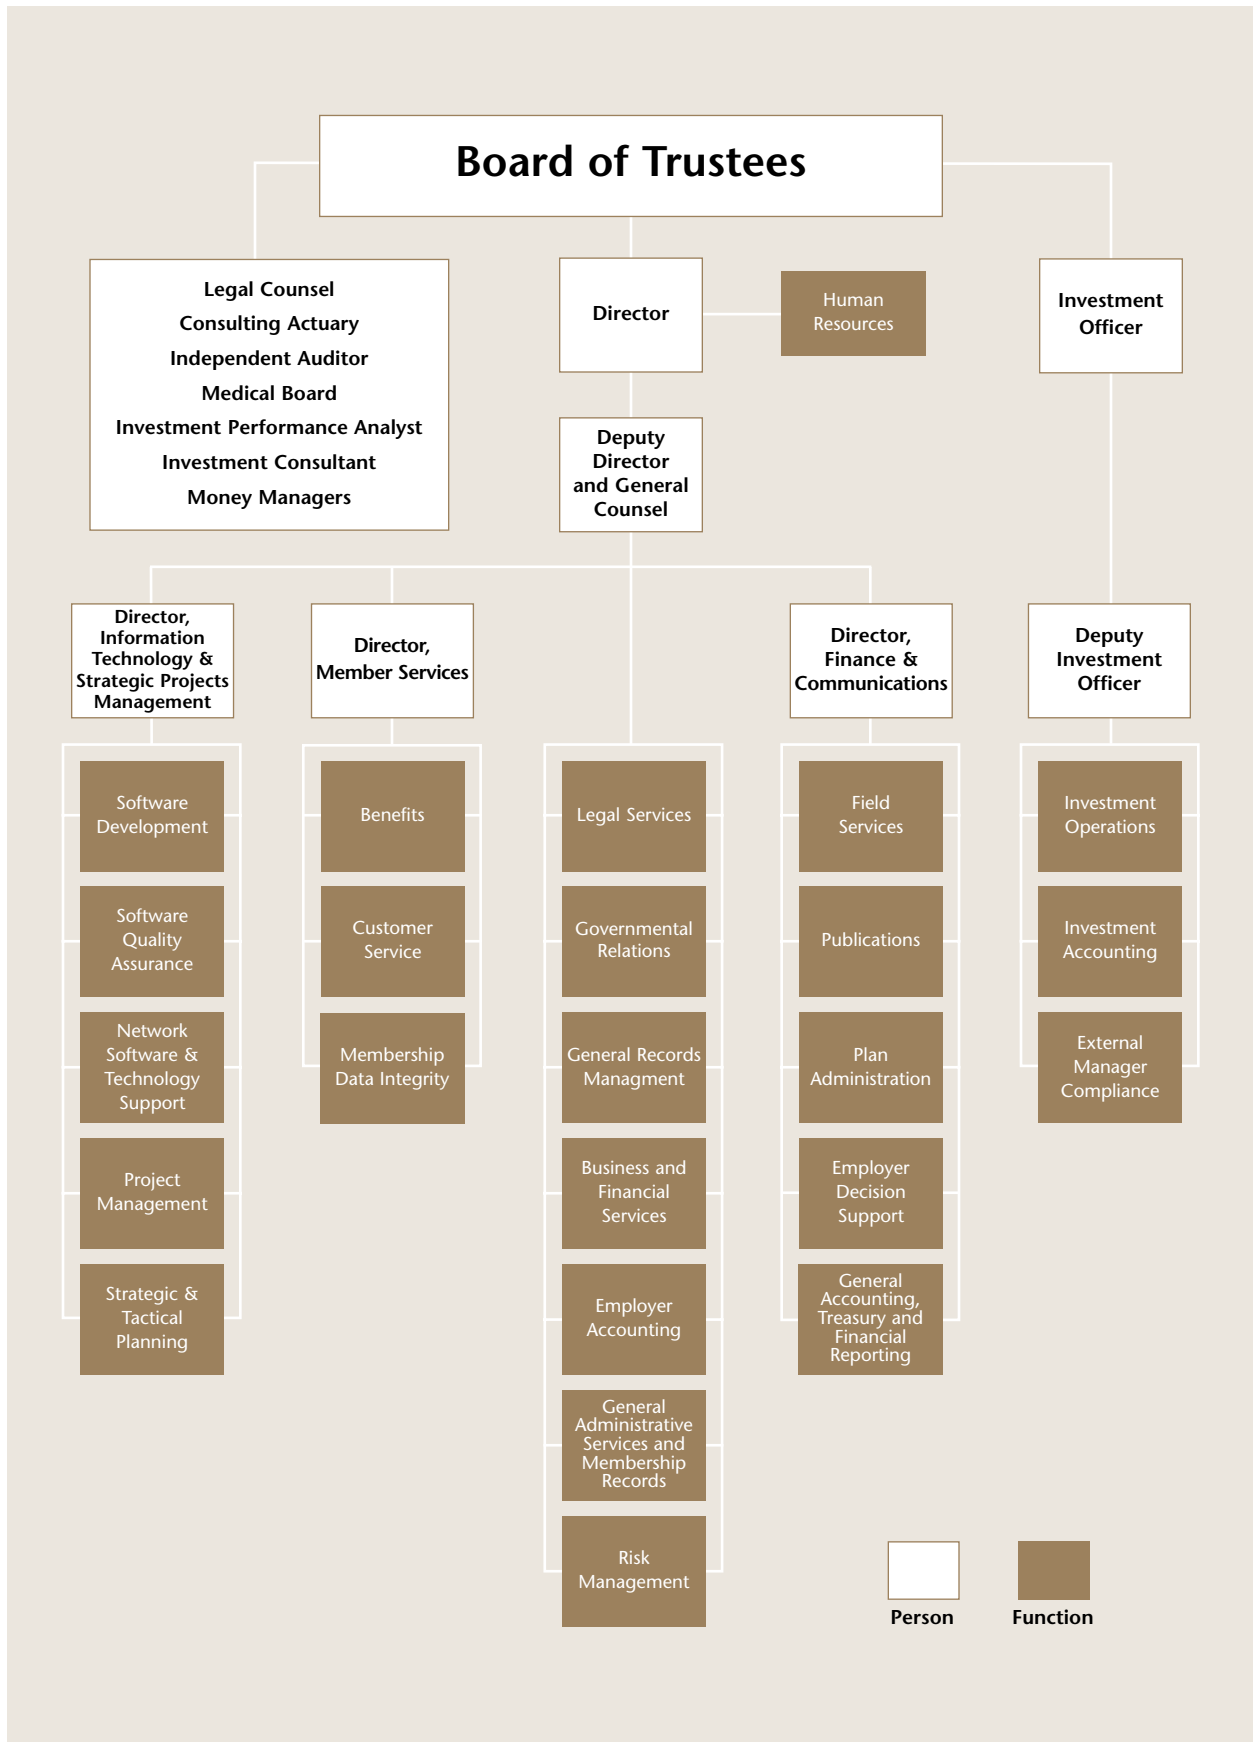 Board of Trustees
Legal Counsel
Consulting Actuary
Independent Auditor
Medical Board
Investment Performance Analyst
Investment Consultant
Money Managers
Director
Human
Resources
Investment
Officer
Deputy
Director
and General
Counsel
Director,
Information
Technology &
Strategic Projects
Management
Director,
Member Services
Director,
Finance &
Communications
Deputy
Investment
Officer
Software
Development
Software
Quality
Assurance
Network
Software &
Technology
Support
Project
Management
Strategic &
Tactical
Planning
Benefits
Customer
Service
Membership
Data Integrity
Legal Services
Governmental
Relations
General Records
Managment
Business and
Financial
Services
Employer
Accounting
General
Administrative
Services and
Membership
Records
Risk
Management
Field
Services
Publications
Plan
Administration
Employer
Decision
Support
General
Accounting,
Treasury and
Financial
Reporting
Investment
Operations
Investment
Accounting
External
Manager
Compliance
Person
Function